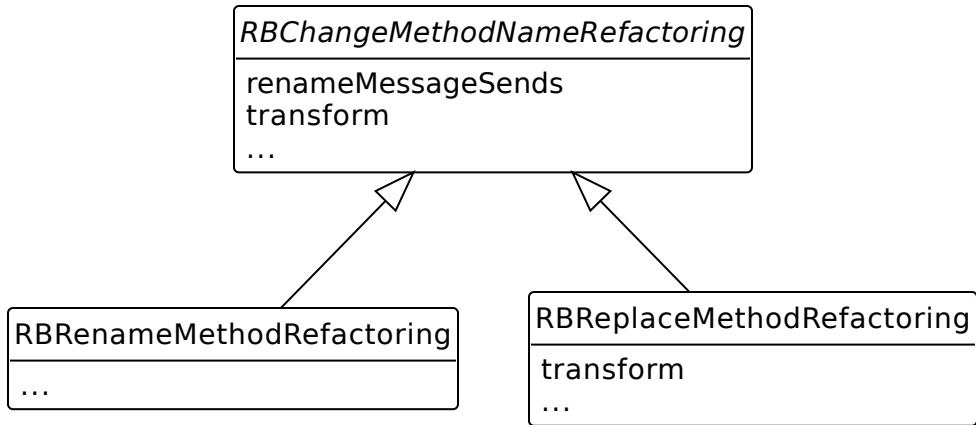 RBChangeMethodNameRefactoring
renameMessageSends
transform
...
RBRenameMethodRefactoring
...
RBReplaceMethodRefactoring
transform
...